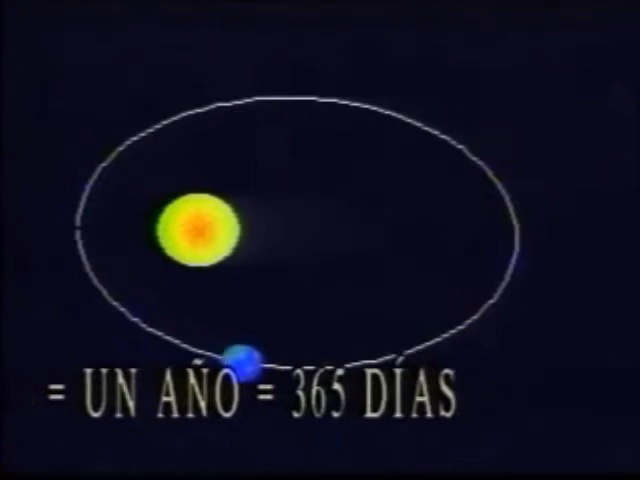 = UN AÑO = 365 DÍAS